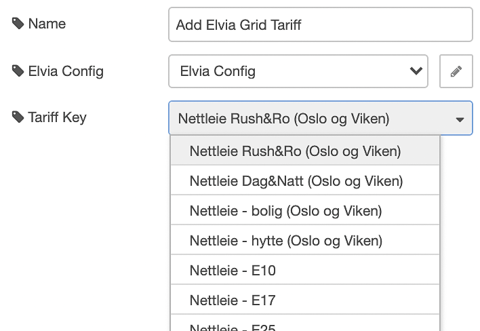 Name
Add Elvia Grid Tariff
Elvia Config
Elvia Config
Tariff Key
Nettleie Rush&Ro (Oslo og Viken)
Nettleie Rush&Ro (Oslo og Viken)
Nettleie Dag&Natt (Oslo og Viken)
Nettleie - bolig (Oslo og Viken)
Nettleie - hytte (Oslo og Viken)
Nettleie - E10
Nettleie - E17
Nettleie - E25